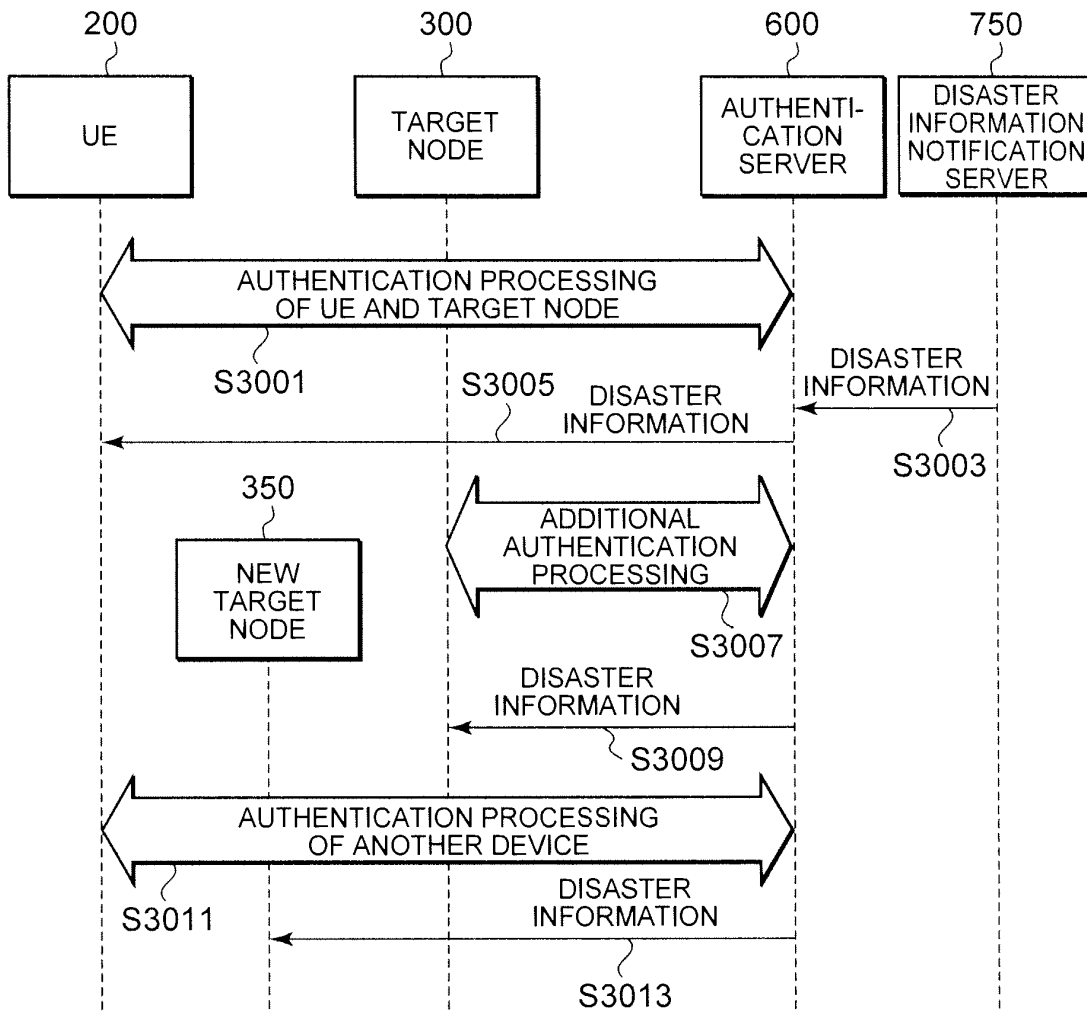 200
300
600
750
UE
TARGET
NODE
AUTHENTI-
CATION
SERVER
DISASTER
INFORMATION
NOTIFICATION
SERVER
AUTHENTICATION PROCESSING
OF UE AND TARGET NODE
S3001
DISASTER
INFORMATION
S3003
S3005
DISASTER
INFORMATION
350
NEW
TARGET
NODE
ADDITIONAL
AUTHENTICATION
PROCESSING
S3007
DISASTER
INFORMATION
S3009
AUTHENTICATION PROCESSING
OF ANOTHER DEVICE
S3011
DISASTER
INFORMATION
S3013